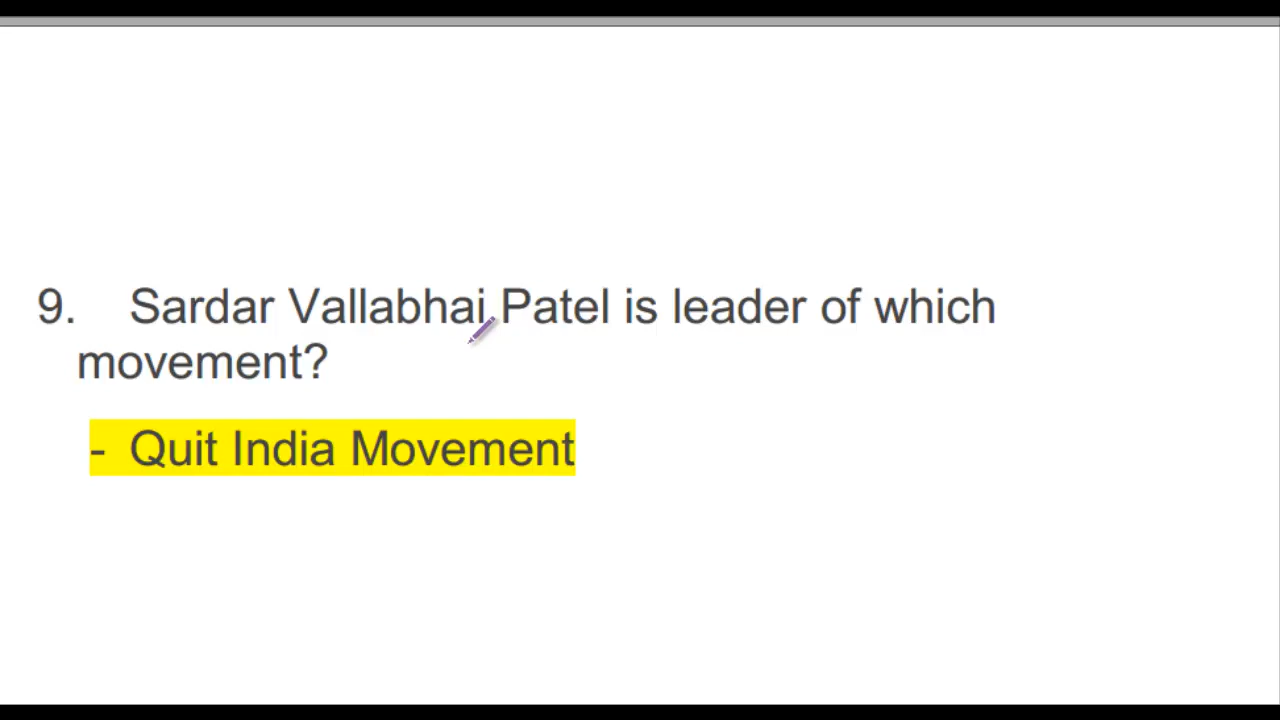 9. Sardar Vallabhai Patel is leader of which
movement?
- Quit India Movement